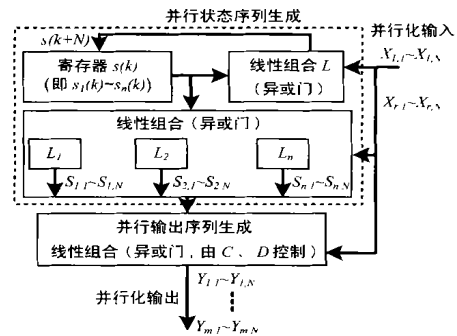 并行状态序列生成
s(k+N)
并行化输入
寄存器 s(k)
(即 s1(k)~sn(k))
线性组合 L
(异或门)
X1,1~X1,N
Xr,1~Xr,N
线性组合(异或门)
L1
L2
Ln
S1,1~S1,N
S2,1~S2,N
Sn,1~Sn,N
并行输出序列生成
线性组合(异或门,由 C、D 控制)
并行化输出
Y1,1~Y1,N
Ym,1~Ym,N